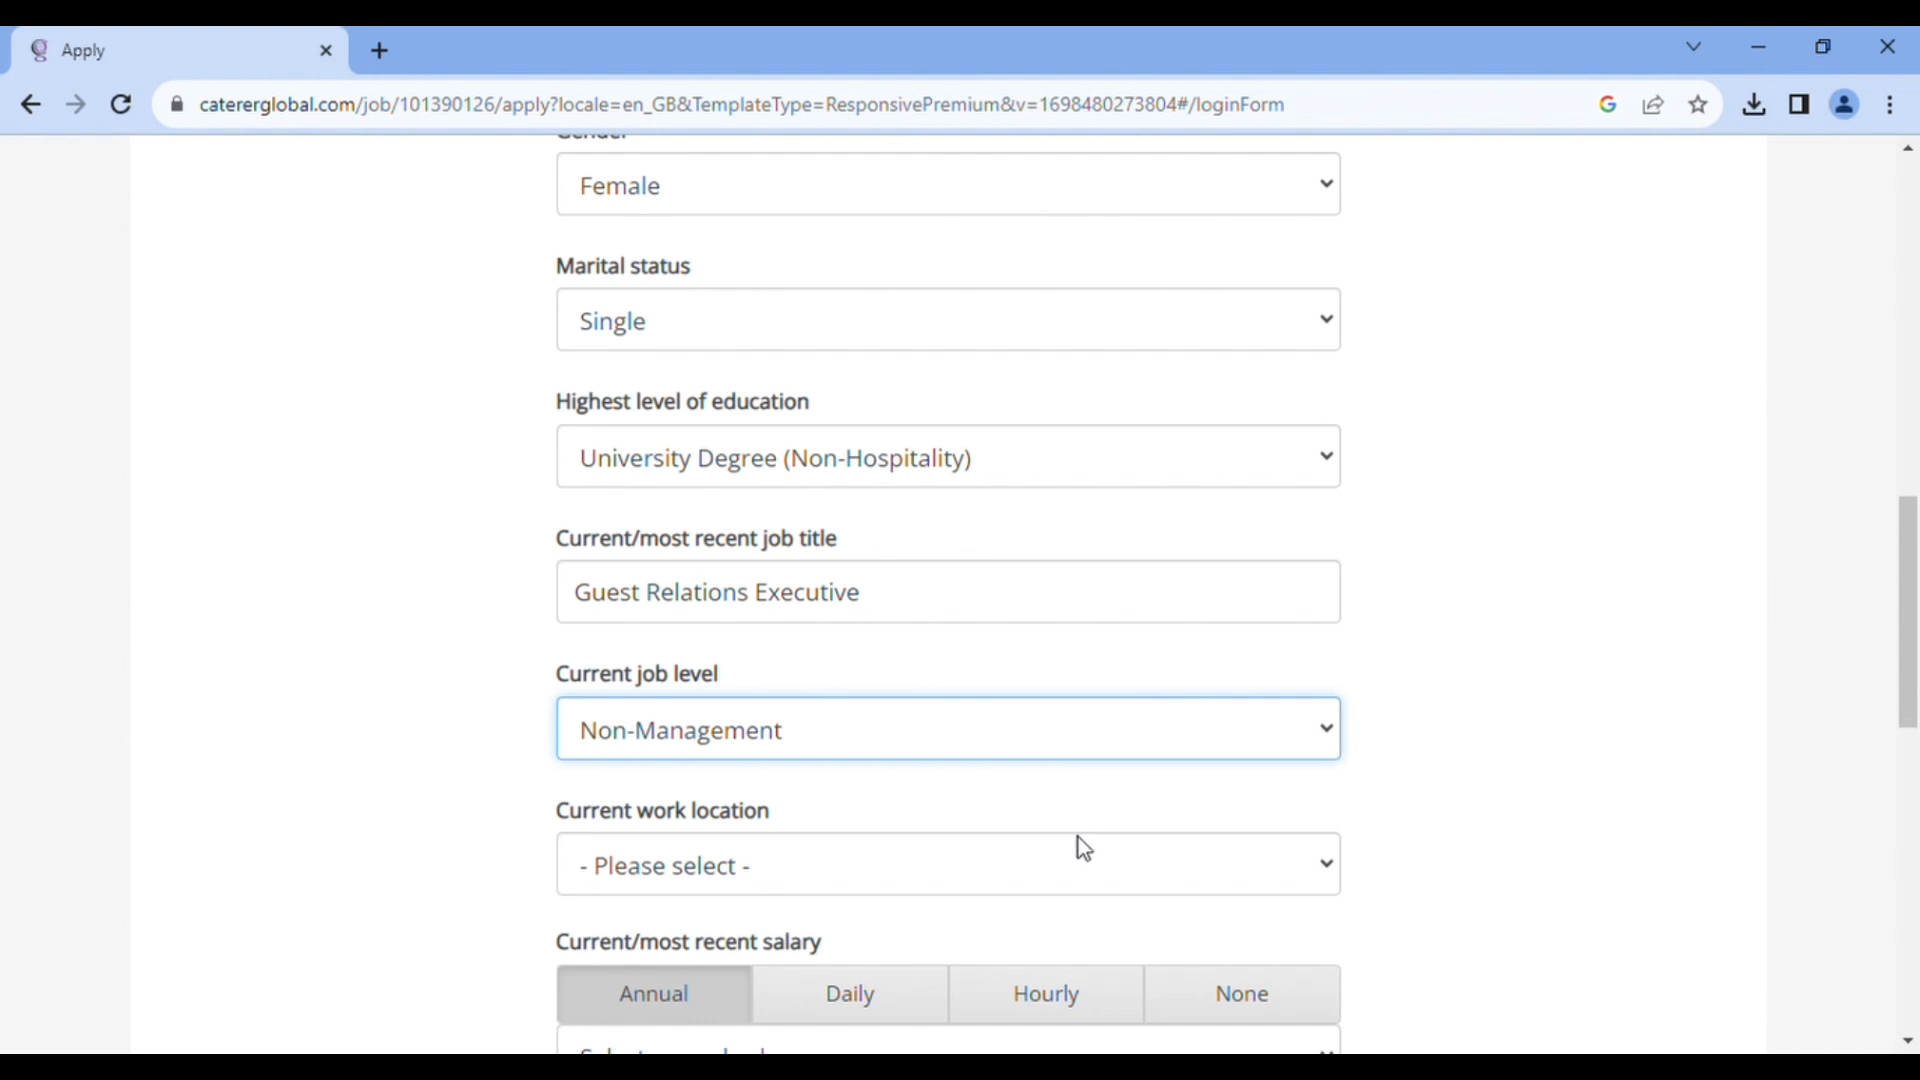 Apply
catererglobal.com/job/101390126/apply?locale=en_GB&TemplateType=ResponsivePremium&v=1698480273804#/loginForm
Gender
Female
Marital status
Single
Highest level of education
University Degree (Non-Hospitality)
Current/most recent job title
Guest Relations Executive
Current job level
Non-Management
Current work location
- Please select -
Current/most recent salary
Annual Daily Hourly None